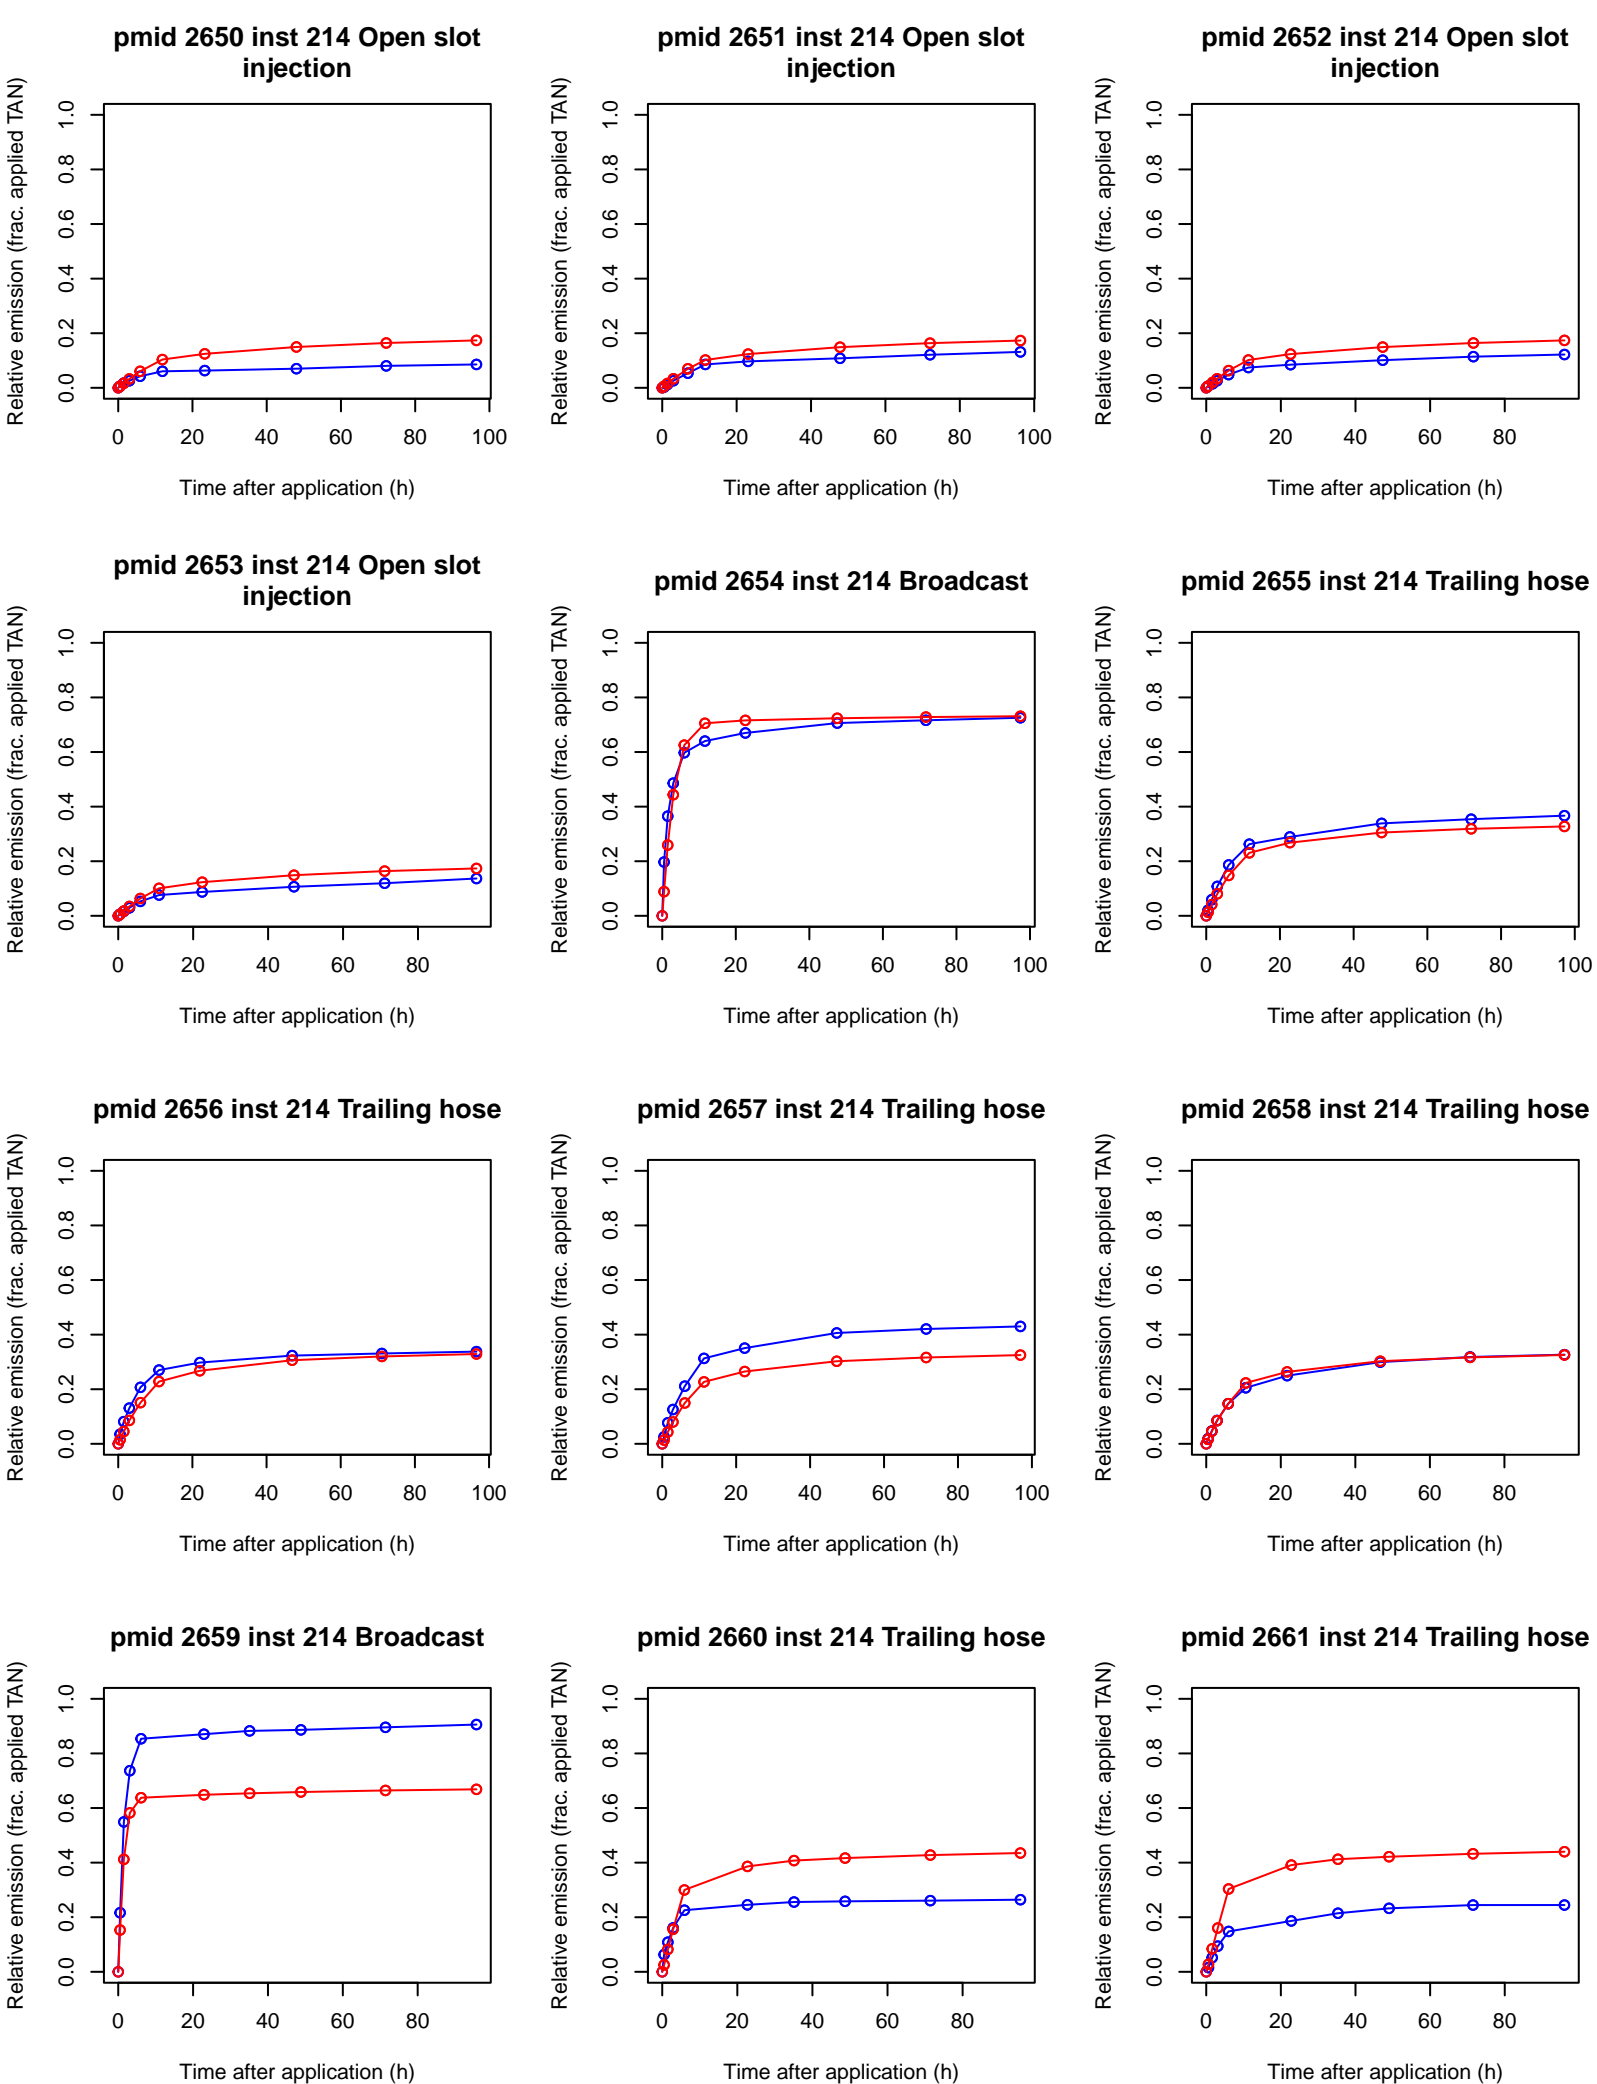 pmid 2650 inst 214 Open slot
injection
Relative emission (frac. applied TAN)
1.0
0.8
0.6
0.4
0.2
0.0
0 20 40 60 80 100
Time after application (h)
pmid 2651 inst 214 Open slot
injection
Relative emission (frac. applied TAN)
1.0
0.8
0.6
0.4
0.2
0.0
0 20 40 60 80 100
Time after application (h)
pmid 2652 inst 214 Open slot
injection
Relative emission (frac. applied TAN)
1.0
0.8
0.6
0.4
0.2
0.0
0 20 40 60 80
Time after application (h)
pmid 2653 inst 214 Open slot
injection
Relative emission (frac. applied TAN)
1.0
0.8
0.6
0.4
0.2
0.0
0 20 40 60 80
Time after application (h)
pmid 2654 inst 214 Broadcast
Relative emission (frac. applied TAN)
1.0
0.8
0.6
0.4
0.2
0.0
0 20 40 60 80 100
Time after application (h)
pmid 2655 inst 214 Trailing hose
Relative emission (frac. applied TAN)
1.0
0.8
0.6
0.4
0.2
0.0
0 20 40 60 80 100
Time after application (h)
pmid 2656 inst 214 Trailing hose
Relative emission (frac. applied TAN)
1.0
0.8
0.6
0.4
0.2
0.0
0 20 40 60 80 100
Time after application (h)
pmid 2657 inst 214 Trailing hose
Relative emission (frac. applied TAN)
1.0
0.8
0.6
0.4
0.2
0.0
0 20 40 60 80 100
Time after application (h)
pmid 2658 inst 214 Trailing hose
Relative emission (frac. applied TAN)
1.0
0.8
0.6
0.4
0.2
0.0
0 20 40 60 80
Time after application (h)
pmid 2659 inst 214 Broadcast
Relative emission (frac. applied TAN)
1.0
0.8
0.6
0.4
0.2
0.0
0 20 40 60 80
Time after application (h)
pmid 2660 inst 214 Trailing hose
Relative emission (frac. applied TAN)
1.0
0.8
0.6
0.4
0.2
0.0
0 20 40 60 80
Time after application (h)
pmid 2661 inst 214 Trailing hose
Relative emission (frac. applied TAN)
1.0
0.8
0.6
0.4
0.2
0.0
0 20 40 60 80
Time after application (h)